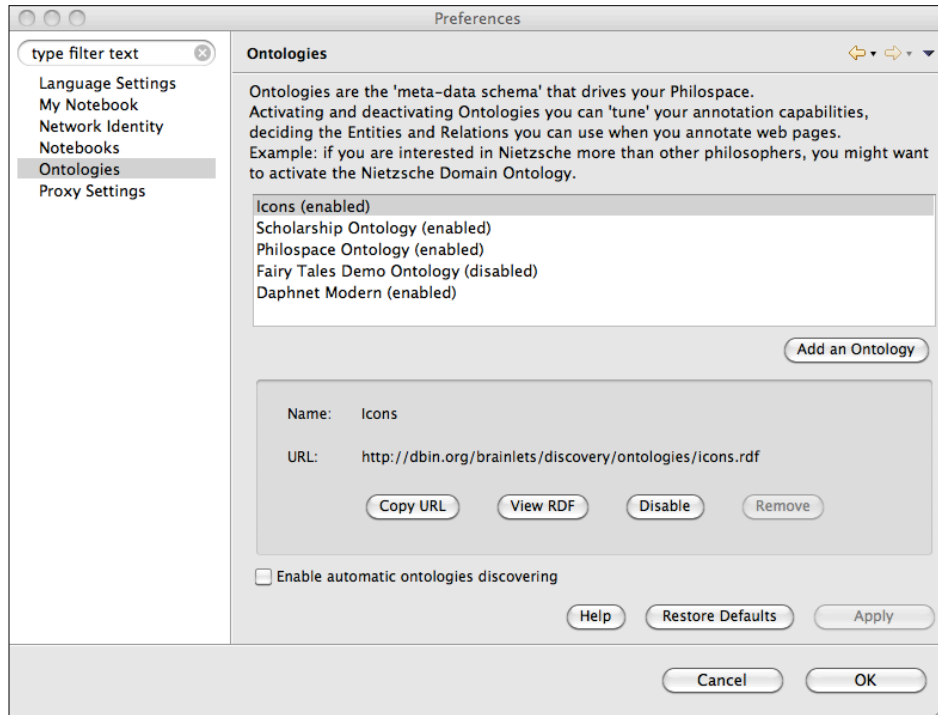 Preferences
type filter text
Language Settings
My Notebook
Network Identity
Notebooks
Ontologies
Proxy Settings
Ontologies
Ontologies are the 'meta-data schema' that drives your Philospace.
Activating and deactivating Ontologies you can 'tune' your annotation capabilities,
deciding the Entities and Relations you can use when you annotate web pages.
Example: if you are interested in Nietzsche more than other philosophers, you might want
to activate the Nietzsche Domain Ontology.
Icons (enabled)
Scholarship Ontology (enabled)
Philospace Ontology (enabled)
Fairy Tales Demo Ontology (disabled)
Daphnet Modern (enabled)
Add an Ontology
Name: Icons
URL: http://dbin.org/brainlets/discovery/ontologies/icons.rdf
Copy URL View RDF Disable Remove
Enable automatic ontologies discovering
Help Restore Defaults Apply
Cancel OK